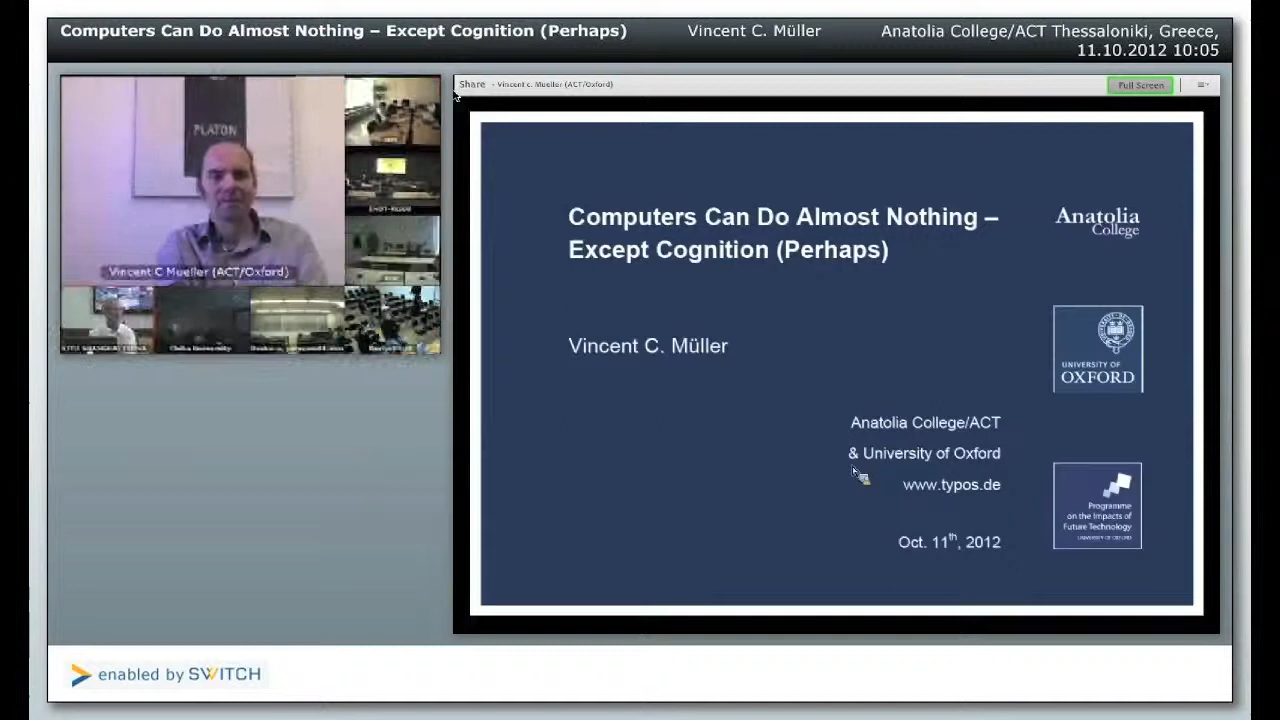 Computers Can Do Almost Nothing – Except Cognition (Perhaps)
Vincent C. Müller
Anatolia College/ACT Thessaloniki, Greece,
11.10.2012 10:05
PLATON
Vincent C Mueller (ACT/Oxford)
Share - Vincent c. Mueller (ACT/Oxford)
Full Screen
Computers Can Do Almost Nothing –
Except Cognition (Perhaps)
Vincent C. Müller
Anatolia College/ACT
& University of Oxford
www.typos.de
Oct. 11th, 2012
Anatolia
College
UNIVERSITY OF
OXFORD
Programme
on the Impacts of
Future Technology
UNIVERSITY OF OXFORD
enabled by SWITCH